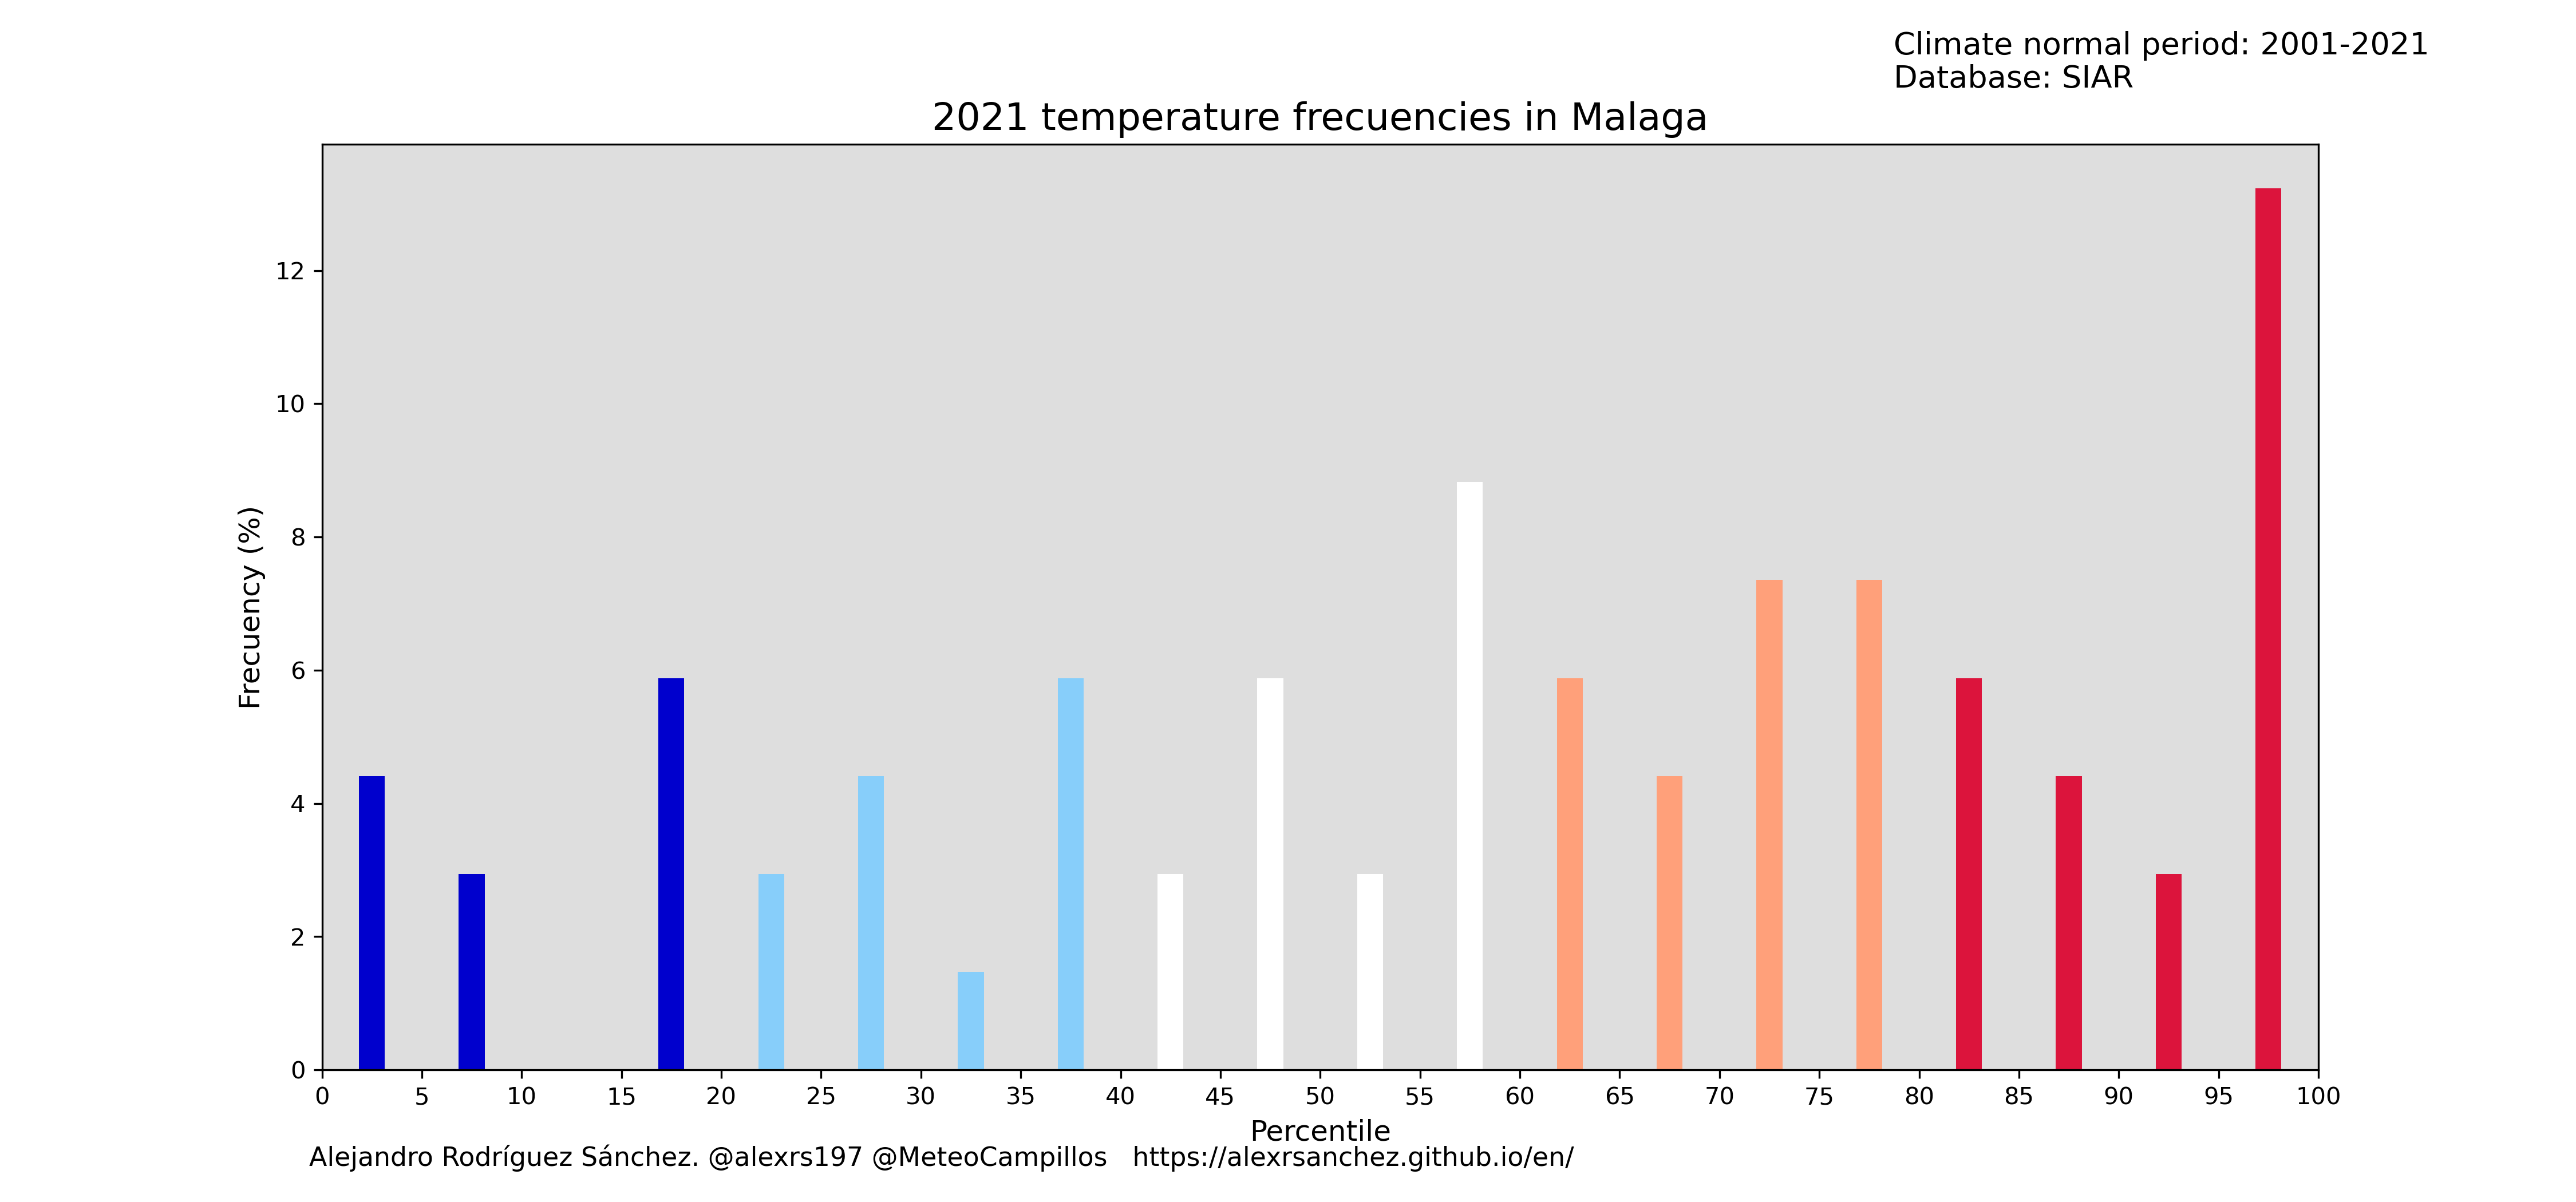 Climate normal period: 2001-2021
Database: SIAR
2021 temperature frecuencies in Malaga
Frecuency (%)
12
10
8
6
4
2
0
0 5 10 15 20 25 30 35 40 45 50 55 60 65 70 75 80 85 90 95 100
Percentile
Alejandro Rodríguez Sánchez. @alexrs197 @MeteoCampillos https://alexrsanchez.github.io/en/